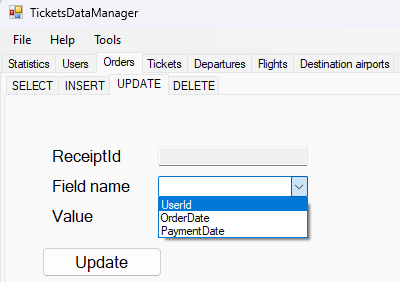 TicketsDataManager
File Help Tools
Statistics Users Orders Tickets Departures Flights Destination airports
SELECT INSERT UPDATE DELETE
ReceiptId
Field name
UserId
Value
OrderDate
PaymentDate
Update